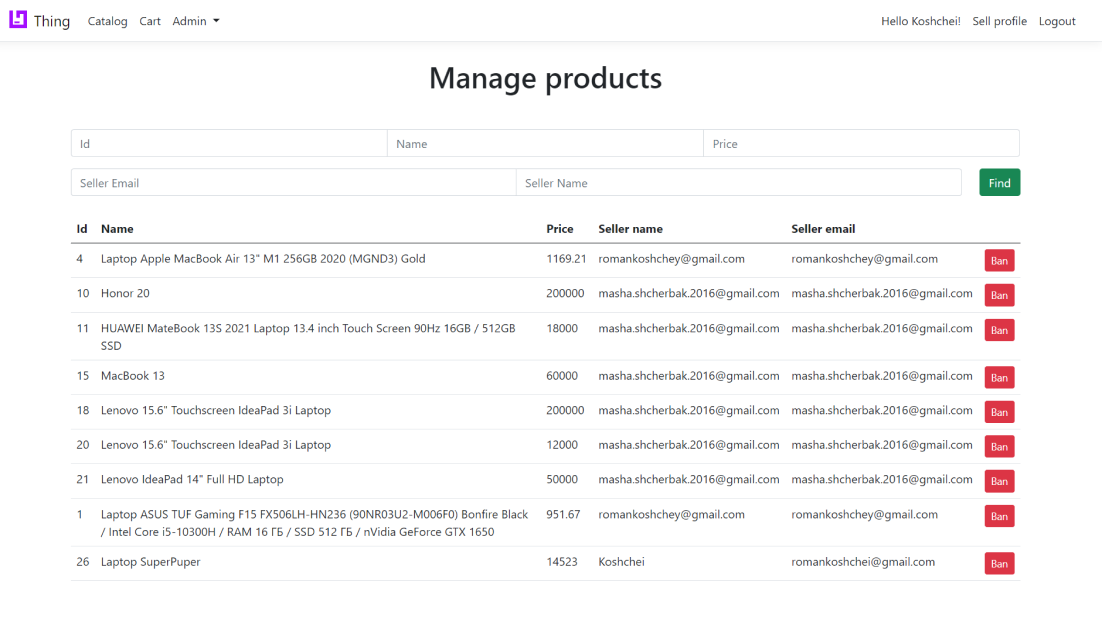 Thing Catalog Cart Admin Hello Koshchei! Sell profile Logout
Manage products
Id Name Price
Seller Email Seller Name Find
Id Name Price Seller name Seller email
4 Laptop Apple MacBook Air 13" M1 256GB 2020 (MGND3) Gold 1169.21 romankoshchey@gmail.com romankoshchey@gmail.com Ban
10 Honor 20 200000 masha.shcherbak.2016@gmail.com masha.shcherbak.2016@gmail.com Ban
11 HUAWEI MateBook 13S 2021 Laptop 13.4 inch Touch Screen 90Hz 16GB / 512GB 18000 masha.shcherbak.2016@gmail.com masha.shcherbak.2016@gmail.com Ban
SSD
15 MacBook 13 60000 masha.shcherbak.2016@gmail.com masha.shcherbak.2016@gmail.com Ban
18 Lenovo 15.6" Touchscreen IdeaPad 3i Laptop 200000 masha.shcherbak.2016@gmail.com masha.shcherbak.2016@gmail.com Ban
20 Lenovo 15.6" Touchscreen IdeaPad 3i Laptop 12000 masha.shcherbak.2016@gmail.com masha.shcherbak.2016@gmail.com Ban
21 Lenovo IdeaPad 14" Full HD Laptop 50000 masha.shcherbak.2016@gmail.com masha.shcherbak.2016@gmail.com Ban
1 Laptop ASUS TUF Gaming F15 FX506LH-HN236 (90NR03U2-M006F0) Bonfire Black 951.67 romankoshchey@gmail.com romankoshchey@gmail.com Ban
/ Intel Core i5-10300H / RAM 16 ГБ / SSD 512 ГБ / nVidia GeForce GTX 1650
26 Laptop SuperPuper 14523 Koshchei romankoshchei@gmail.com Ban